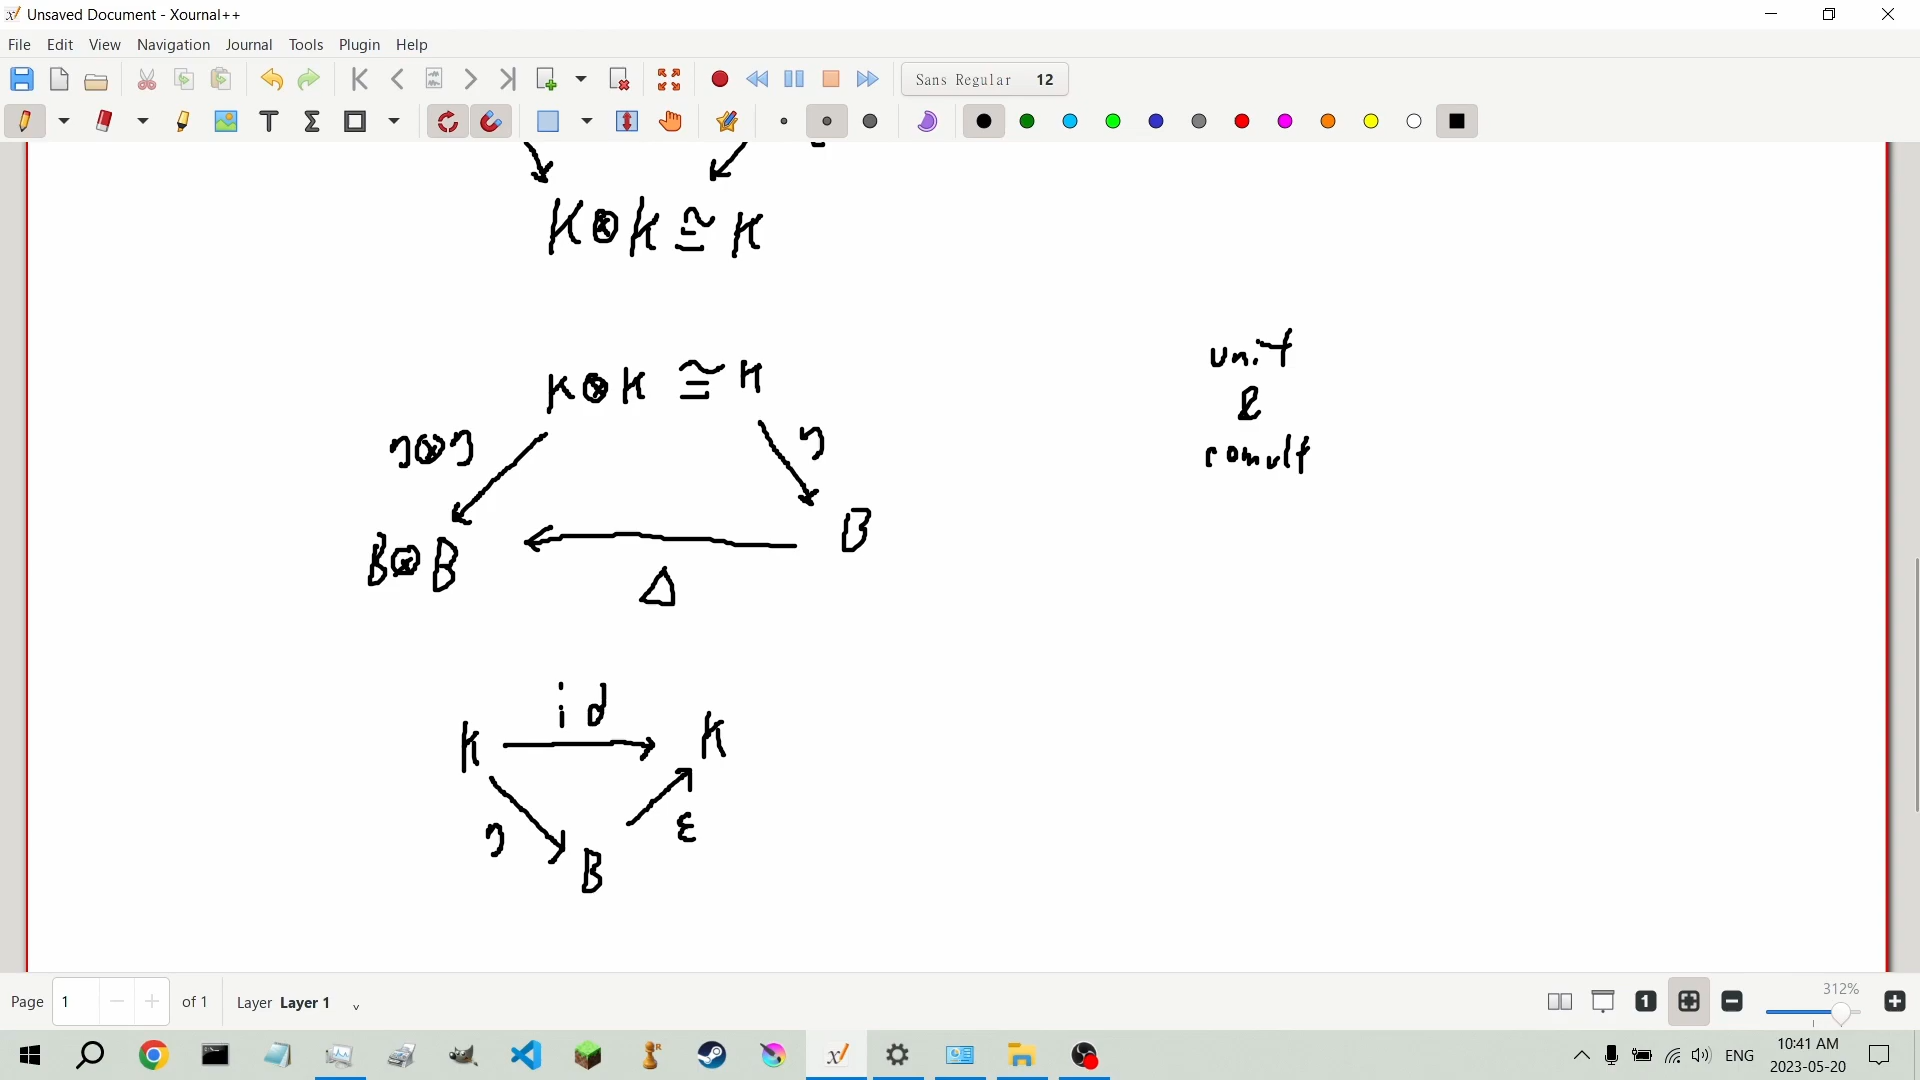 Unsaved Document - Xournal++
File Edit View Navigation Journal Tools Plugin Help
Sans Regular 12
K⊗K ≅ K
K⊗K ≅ K
η⊗η
η
B⊗B
B
Δ
unit
&
comult
id
K
K
η
ε
B
Page 1 of 1 Layer Layer 1
312%
ENG
10:41 AM
2023-05-20